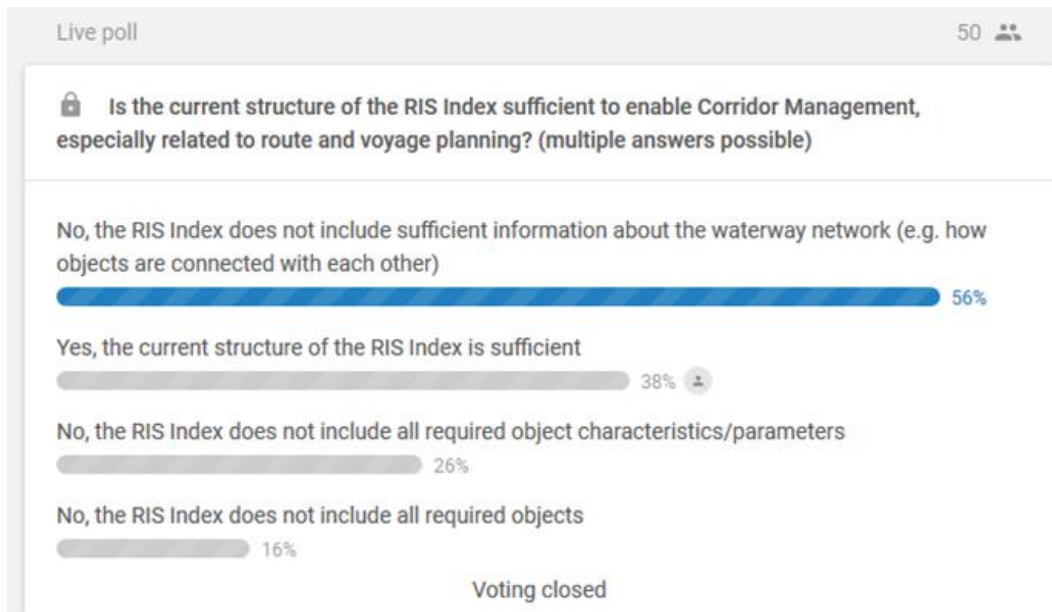 Live poll
50
Is the current structure of the RIS Index sufficient to enable Corridor Management,
especially related to route and voyage planning? (multiple answers possible)
No, the RIS Index does not include sufficient information about the waterway network (e.g. how
objects are connected with each other)
56%
Yes, the current structure of the RIS Index is sufficient
38%
No, the RIS Index does not include all required object characteristics/parameters
26%
No, the RIS Index does not include all required objects
16%
Voting closed